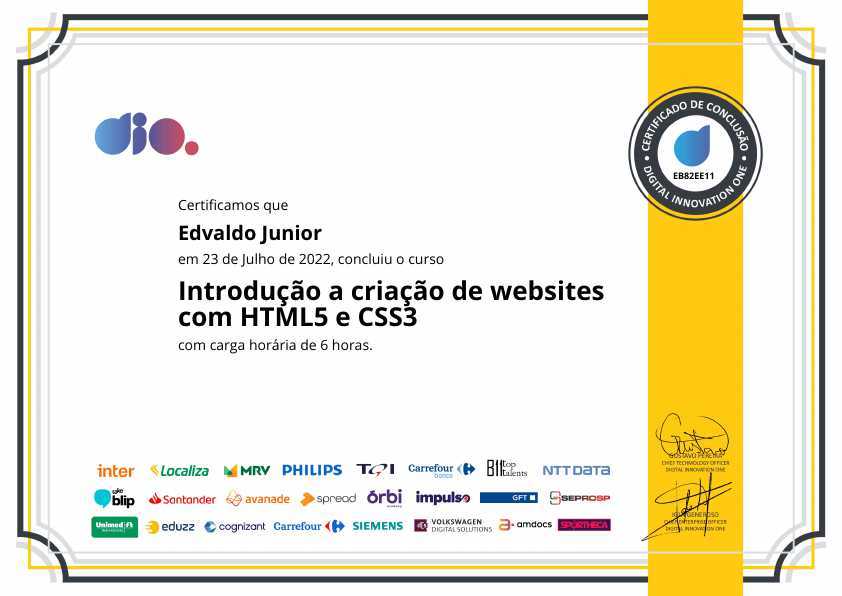 dio.
CERTIFICADO DE CONCLUSÃO
EB82EE11
DIGITAL INNOVATION ONE
Certificamos que
Edvaldo Junior
em 23 de Julho de 2022, concluiu o curso
Introdução a criação de websites
com HTML5 e CSS3
com carga horária de 6 horas.
GUSTAVO PEREIRA
CHIEF TECHNOLOGY OFFICER
DIGITAL INNOVATION ONE
inter Localiza MRV PHILIPS TQI Carrefour banco B11 top talents NTT DATA
take blip Santander avanade spread órbi impulso GFT SEPROSP
Unimed eduzz cognizant Carrefour SIEMENS VOLKSWAGEN DIGITAL SOLUTIONS amdocs SPORTHECA
GENEROSO
CHIEF ENTERPRISE OFFICER
DIGITAL INNOVATION ONE